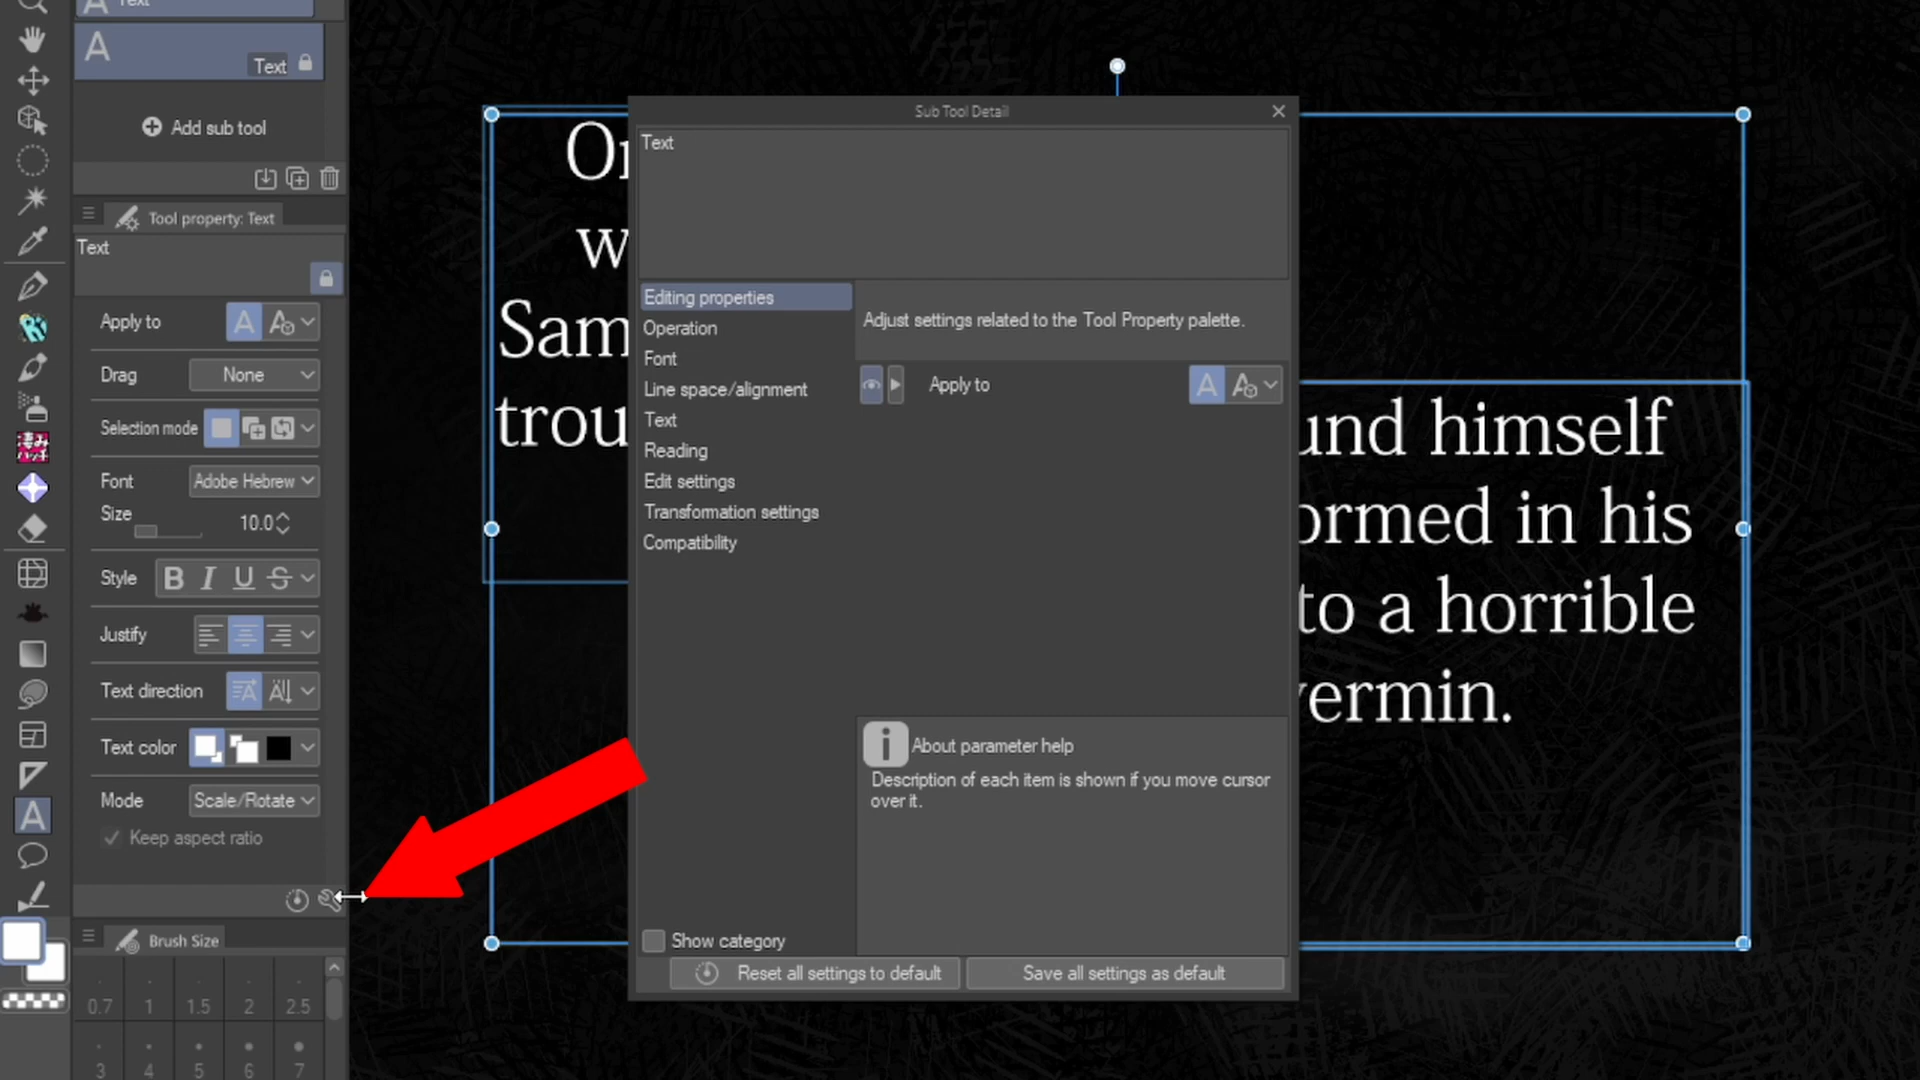 Text
Text
Add sub tool
Tool property: Text
Text
Apply to
Drag
None
Selection mode
Font
Adobe Hebrew
Size
10.0
Style
B I U S
Justify
Text direction
Text color
Mode
Scale/Rotate
Keep aspect ratio
Brush Size
0.7 1 1.5 2 2.5
3 4 5 6 7
Sub Tool Detail
Text
Editing properties
Operation
Font
Line space/alignment
Text
Reading
Edit settings
Transformation settings
Compatibility
Adjust settings related to the Tool Property palette.
Apply to
About parameter help
Description of each item is shown if you move cursor
over it.
Show category
Reset all settings to default
Save all settings as default
w
Sam
trou
und himself
ormed in his
to a horrible
vermin.